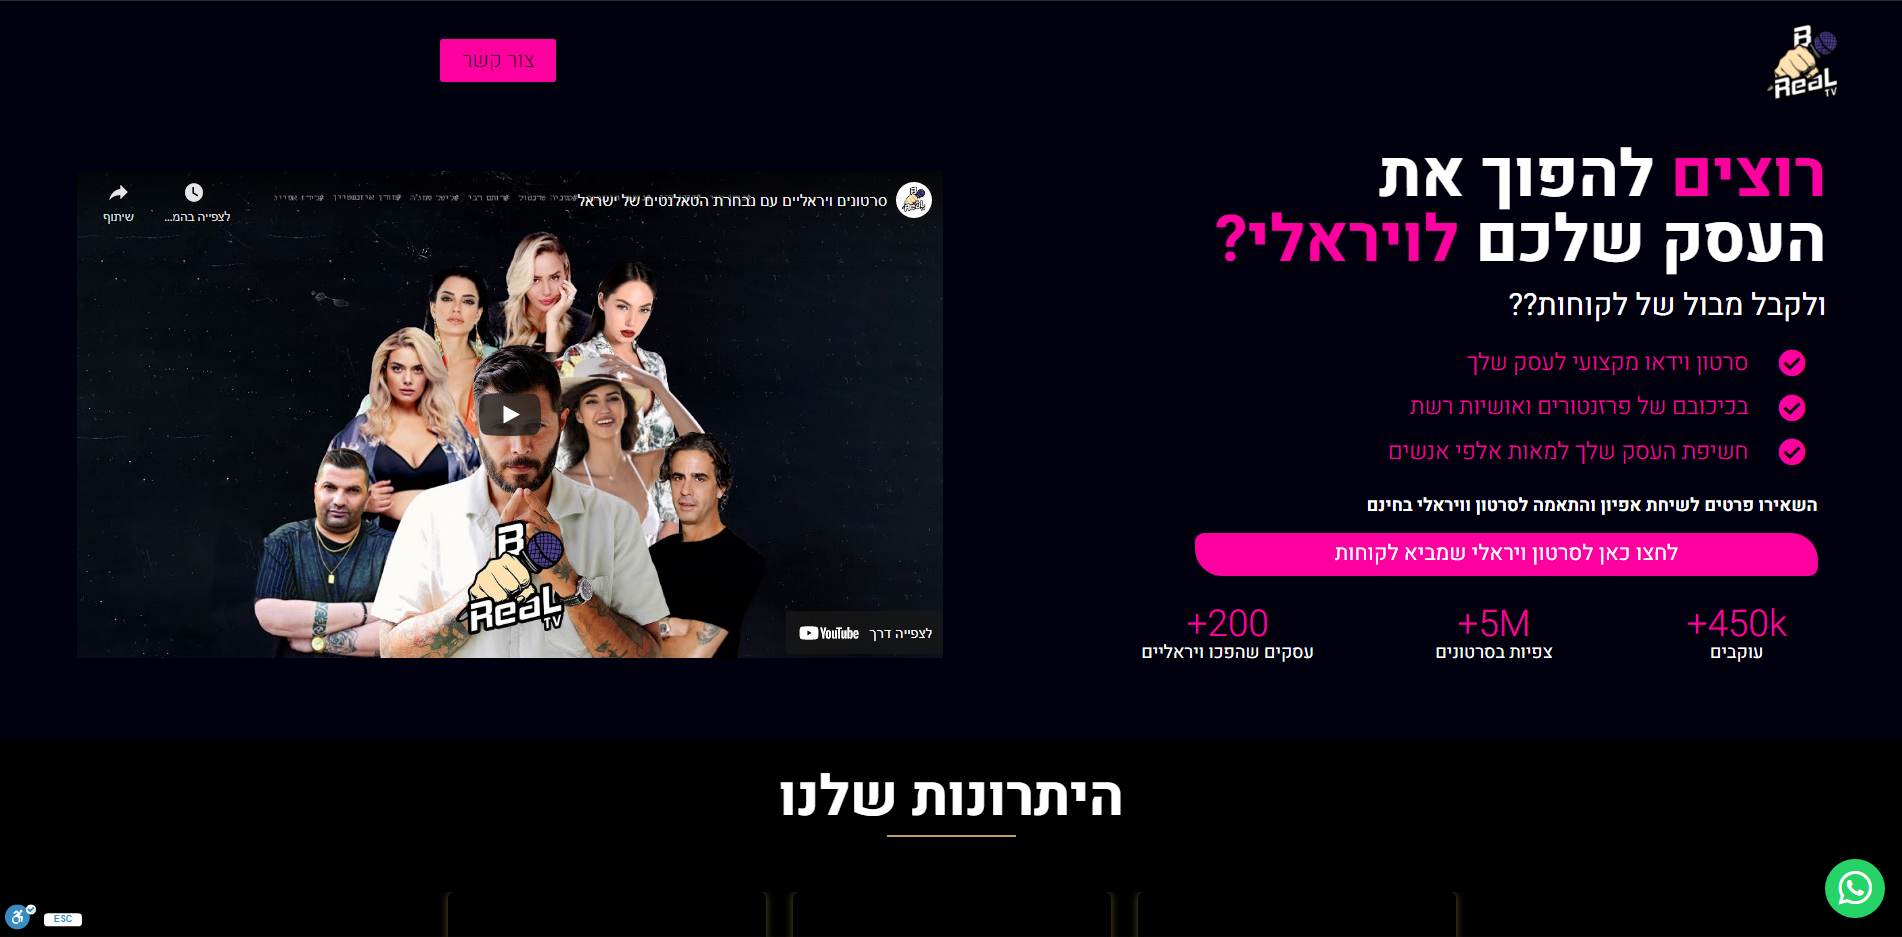 B
ReaL
TV
צור קשר
רוצים להפוך את
העסק שלכם לויראלי?
ולקבל מבול של לקוחות??
סרטון וידאו מקצועי לעסק שלך
בכיכובם של פרזנטורים ואושיות רשת
חשיפת העסק שלך למאות אלפי אנשים
השאירו פרטים לשיחת אפיון והתאמה לסרטון וויראלי בחינם
לחצו כאן לסרטון ויראלי שמביא לקוחות
+450k
עוקבים
+5M
צפיות בסרטונים
+200
עסקים שהפכו ויראליים
סרטונים ויראליים עם נבחרת הטאלנטים של ישראל
לצפייה בהמ...
שיתוף
B
ReaL
TV
לצפייה דרך YouTube
היתרונות שלנו
ESC